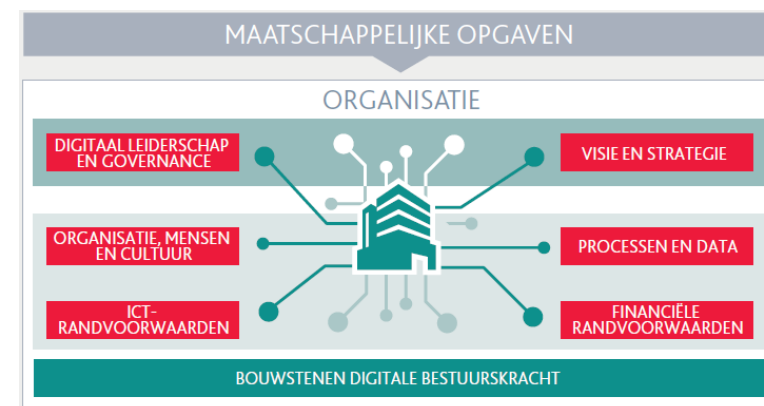 MAATSCHAPPELIJKE OPGAVEN
ORGANISATIE
DIGITAAL LEIDERSCHAP
EN GOVERNANCE
VISIE EN STRATEGIE
ORGANISATIE, MENSEN
EN CULTUUR
PROCESSEN EN DATA
ICT-
RANDVOORWAARDEN
FINANCIËLE
RANDVOORWAARDEN
BOUWSTENEN DIGITALE BESTUURSKRACHT